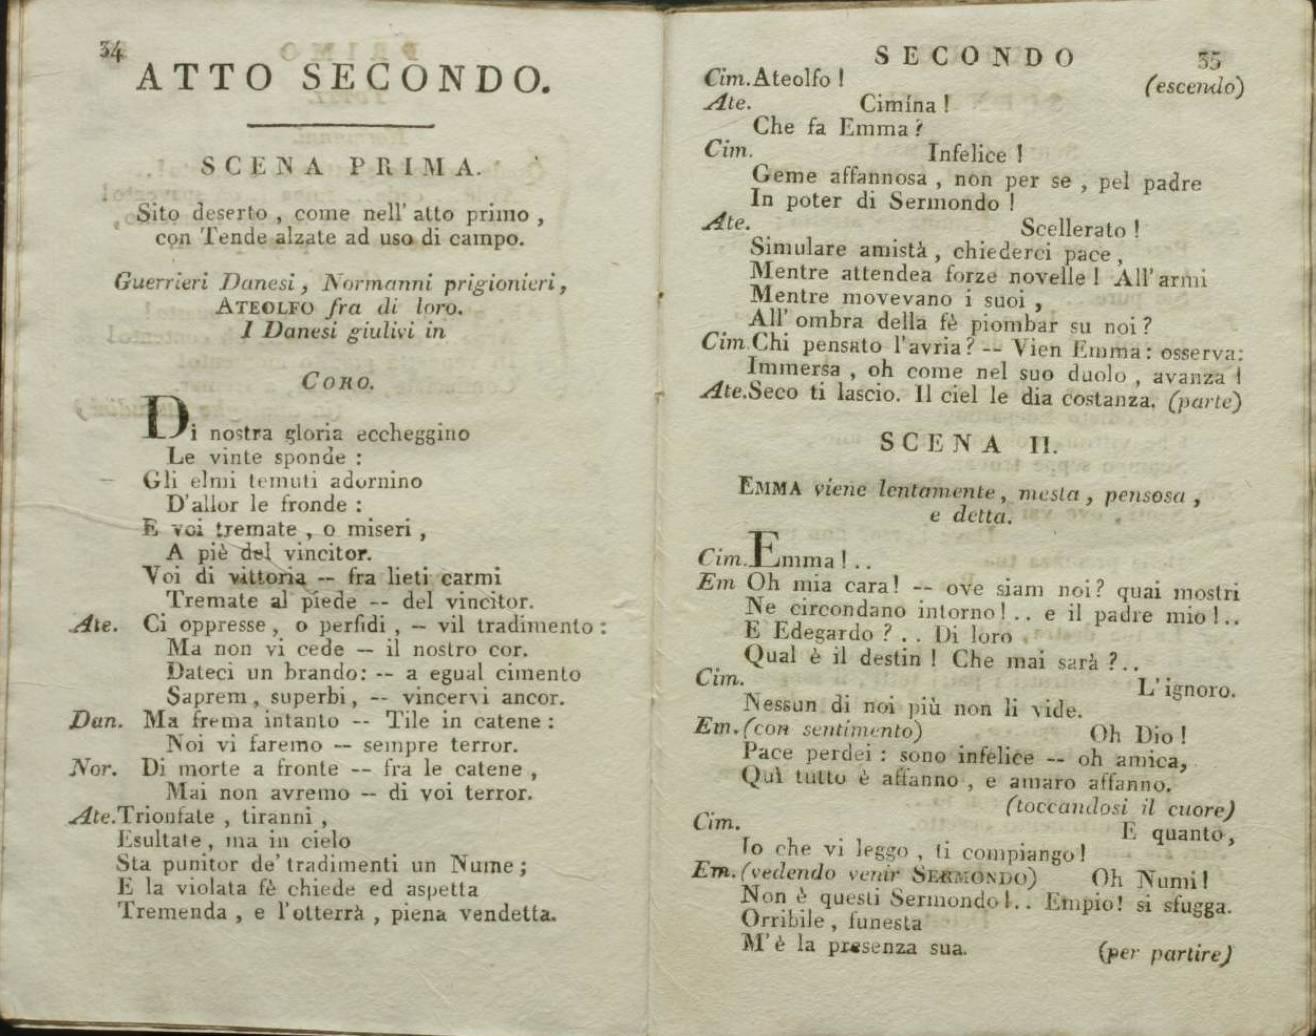 34
ATTO SECONDO.
SCENA PRIMA.
Sito deserto, come nell' atto primo,
con Tende alzate ad uso di campo.
Guerrieri Danesi, Normanni prigionieri,
ATEOLFO fra di loro.
I Danesi giulivi in
CORO.
Di nostra gloria eccheggino
Le vinte sponde :
Gli elmi temuti adornino
D'allor le fronde :
E voi tremate, o miseri,
A piè del vincitor.
Voi di vittoria -- fra lieti carmi
Tremate al piede -- del vincitor.
Ate. Ci oppresse, o perfidi, -- vil tradimento :
Ma non vi cede -- il nostro cor.
Dateci un brando: -- a egual cimento
Saprem, superbi, -- vincervi ancor.
Dan. Ma frema intanto -- Tile in catene :
Noi vi faremo -- sempre terror.
Nor. Di morte a fronte -- fra le catene,
Mai non avremo -- di voi terror.
Ate. Trionfate, tiranni,
Esultate, ma in cielo
Sta punitor de' tradimenti un Nume;
E la violata fè chiede ed aspetta
Tremenda, e l'otterrà, piena vendetta.
SECONDO 35
Cim. Ateolfo ! (escendo)
Ate. Cimína !
Che fa Emma ?
Cim. Infelice !
Geme affannosa, non per se, pel padre
In poter di Sermondo !
Ate. Scellerato !
Simulare amistà, chiederci pace,
Mentre attendea forze novelle ! All' armi
Mentre movevano i suoi,
All' ombra della fè piombar su noi ?
Cim. Chi pensato l'avria ? -- Vien Emma : osserva:
Immersa, oh come nel suo duolo, avanza !
Ate. Seco ti lascio. Il ciel le dia costanza. (parte)
SCENA II.
EMMA viene lentamente, mesta, pensosa,
e detta.
Cim. Emma !..
Em Oh mia cara! -- ove siam noi? quai mostri
Ne circondano intorno!.. e il padre mio!..
E Edegardo ?.. Di loro
Qual è il destin ! Che mai sarà ?..
Cim. L'ignoro.
Nessun di noi più non li vide.
Em. (con sentimento) Oh Dio !
Pace perdei : sono infelice -- oh amica,
Quì tutto è affanno, e amaro affanno.
(toccandosi il cuore)
Cim. E quanto,
Io che vi leggo, ti compiango!
Em. (vedendo venir SERMONDO) Oh Numi!
Non è questi Sermondo!.. Empio! si sfugga.
Orribile, funesta
M' è la presenza sua. (per partire)